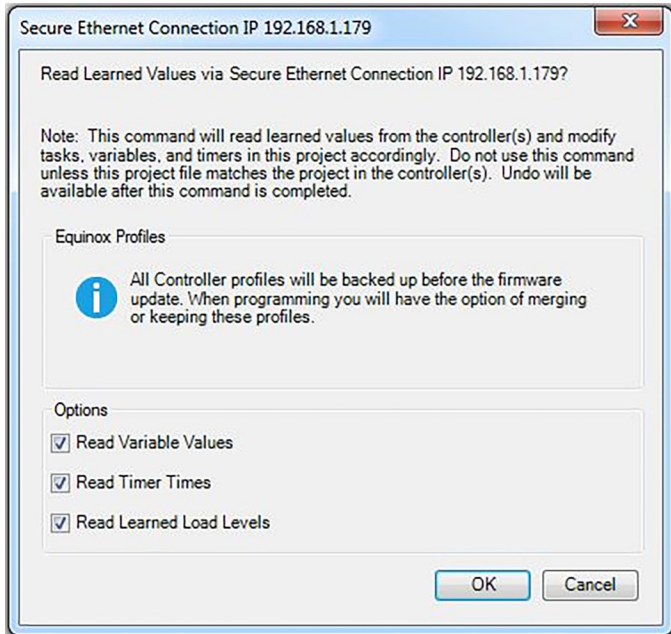 Secure Ethernet Connection IP 192.168.1.179
Read Learned Values via Secure Ethernet Connection IP 192.168.1.179?
Note:  This command will read learned values from the controller(s) and modify
tasks, variables, and timers in this project accordingly.  Do not use this command
unless this project file matches the project in the controller(s).  Undo will be
available after this command is completed.
Equinox Profiles
All Controller profiles will be backed up before the firmware
update. When programming you will have the option of merging
or keeping these profiles.
Options
Read Variable Values
Read Timer Times
Read Learned Load Levels
OK Cancel